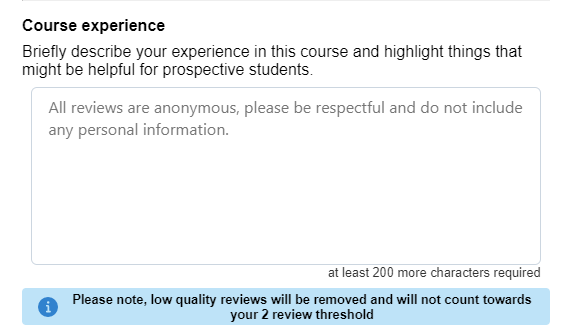 Course experience
Briefly describe your experience in this course and highlight things that
might be helpful for prospective students.
All reviews are anonymous, please be respectful and do not include
any personal information.
at least 200 more characters required
Please note, low quality reviews will be removed and will not count towards
your 2 review threshold